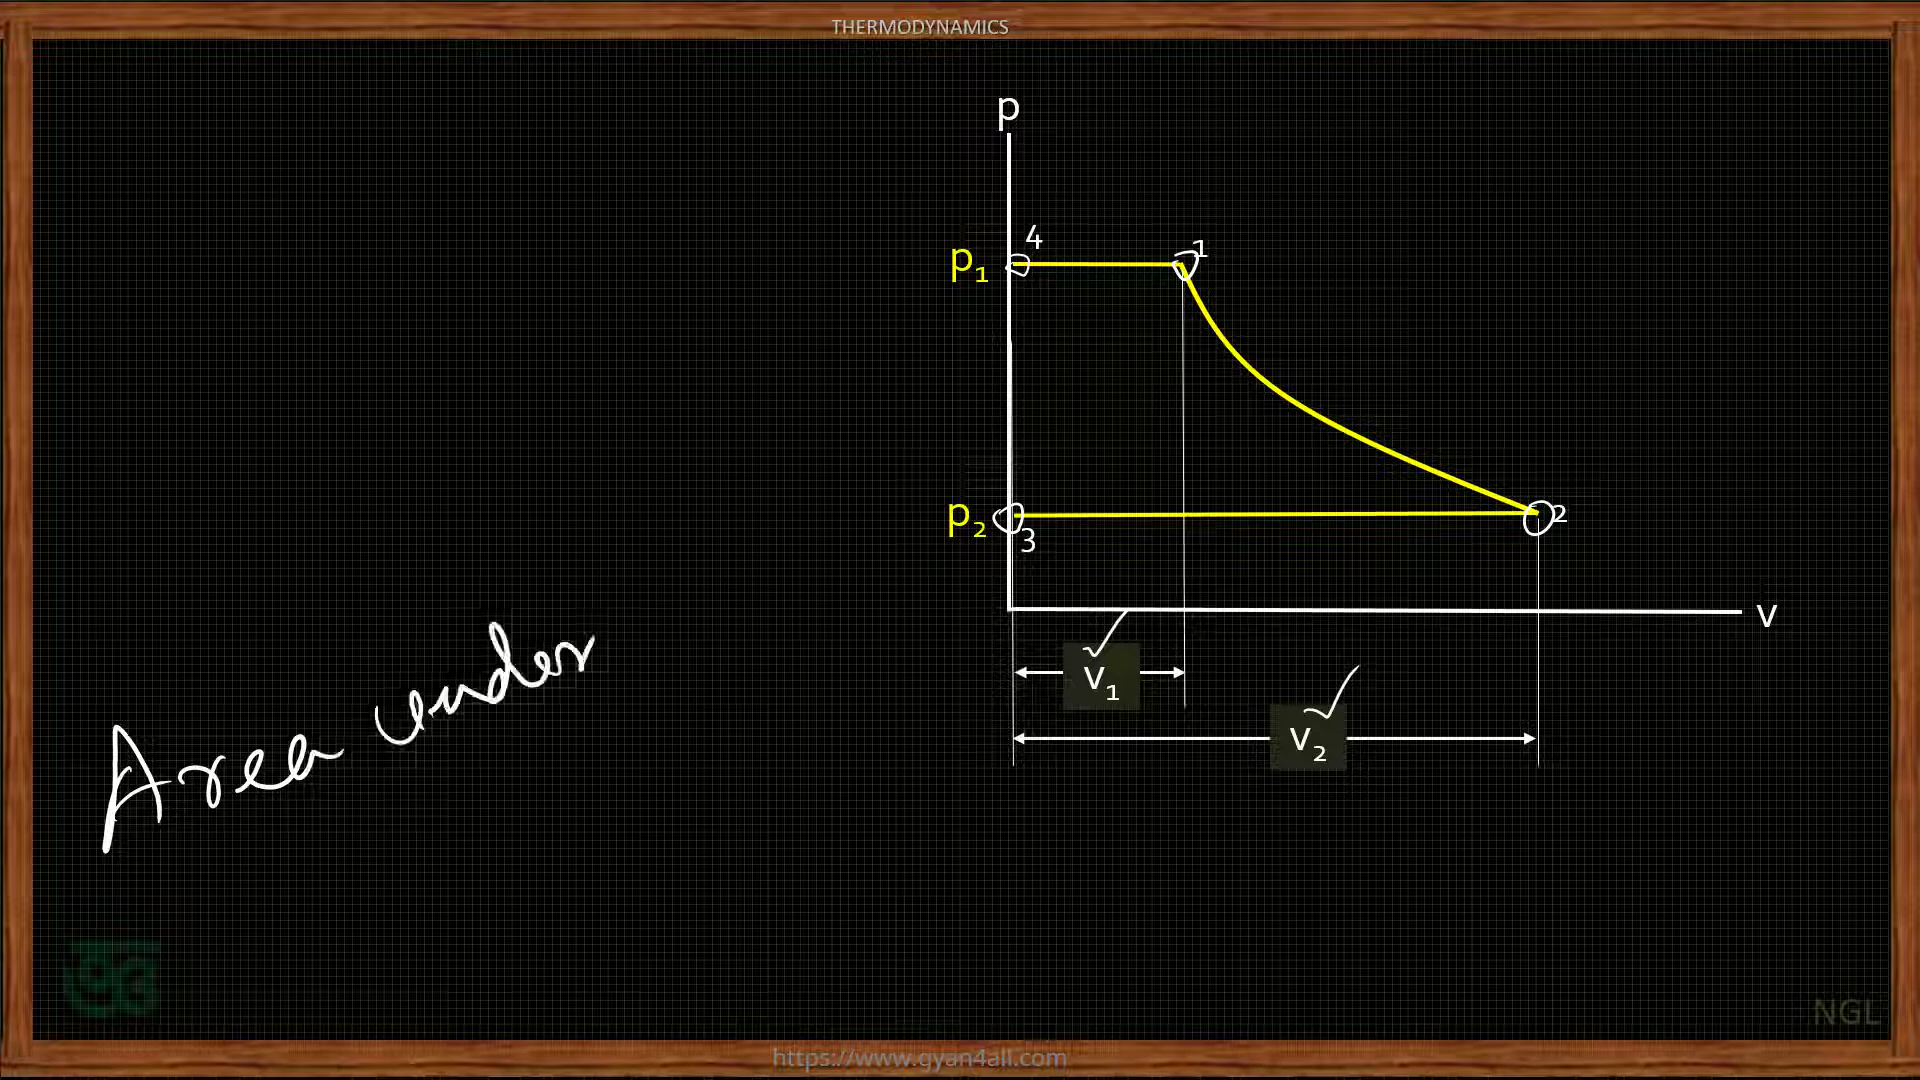 THERMODYNAMICS
p
4
1
p₁
p₂
2
3
v
v₁
v₂
Area under
NGL
https://www.gyan4all.com